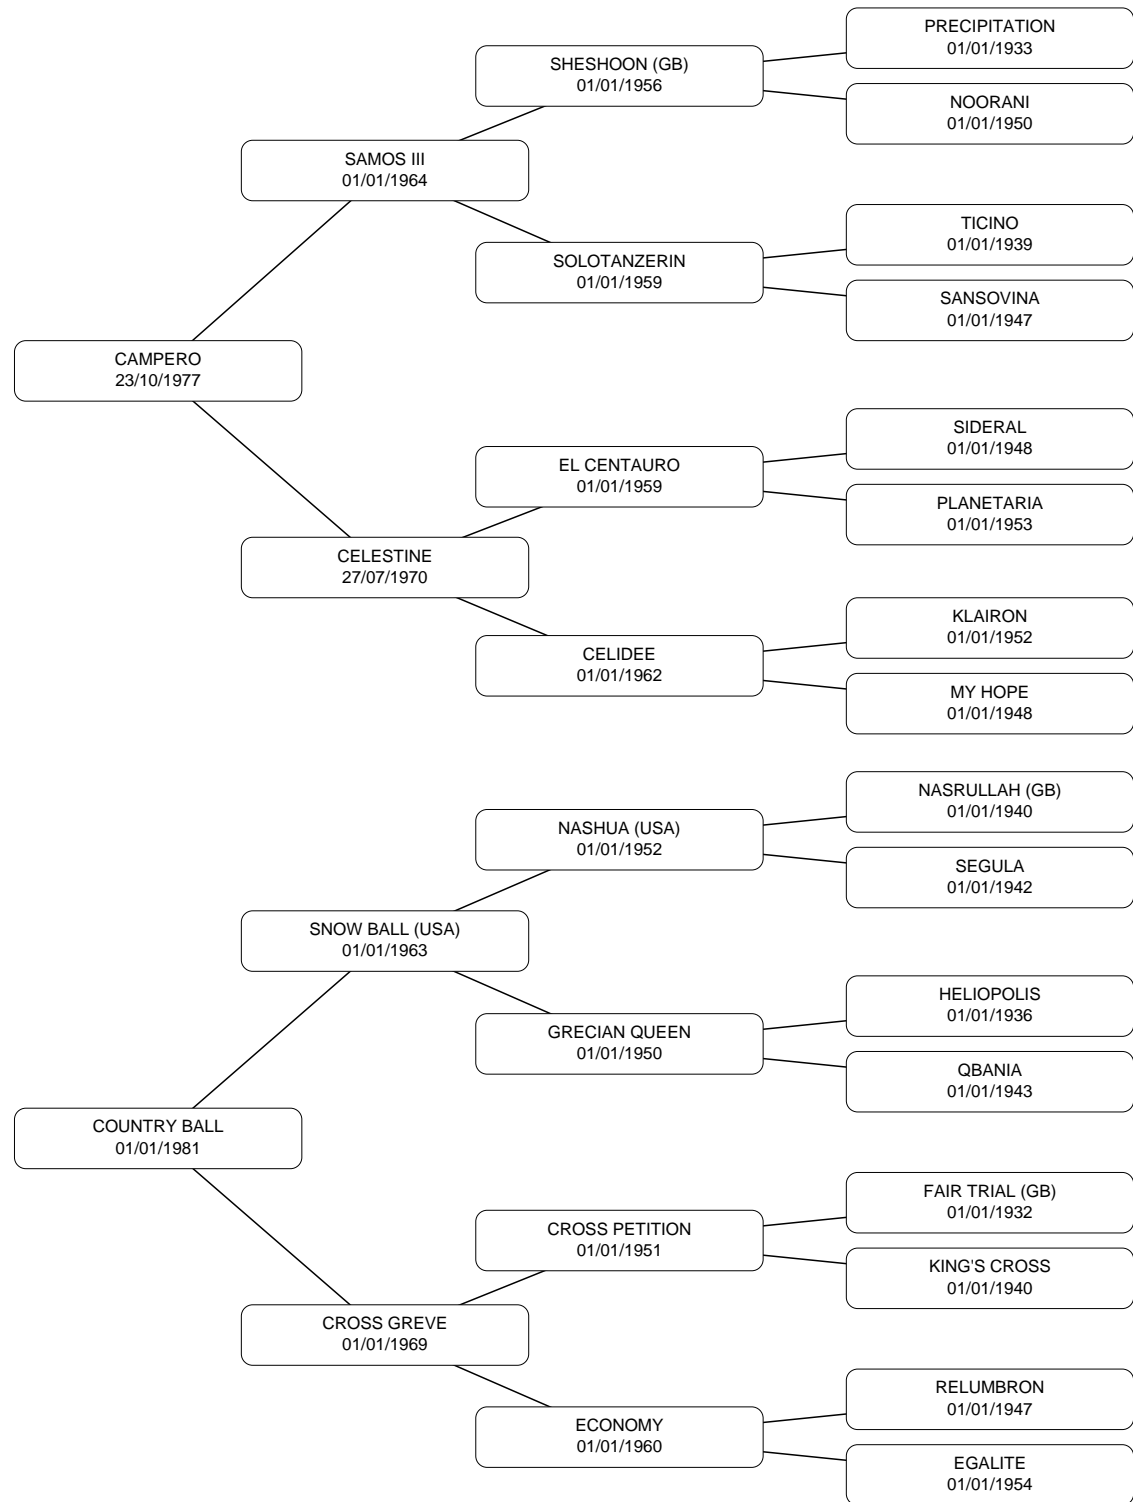 PRECIPITATION
01/01/1933
SHESHOON (GB)
01/01/1956
NOORANI
01/01/1950
SAMOS III
01/01/1964
TICINO
01/01/1939
SOLOTANZERIN
01/01/1959
SANSOVINA
01/01/1947
CAMPERO
23/10/1977
SIDERAL
01/01/1948
EL CENTAURO
01/01/1959
PLANETARIA
01/01/1953
CELESTINE
27/07/1970
KLAIRON
01/01/1952
CELIDEE
01/01/1962
MY HOPE
01/01/1948
NASRULLAH (GB)
01/01/1940
NASHUA (USA)
01/01/1952
SEGULA
01/01/1942
SNOW BALL (USA)
01/01/1963
HELIOPOLIS
01/01/1936
GRECIAN QUEEN
01/01/1950
QBANIA
01/01/1943
COUNTRY BALL
01/01/1981
FAIR TRIAL (GB)
01/01/1932
CROSS PETITION
01/01/1951
KING'S CROSS
01/01/1940
CROSS GREVE
01/01/1969
RELUMBRON
01/01/1947
ECONOMY
01/01/1960
EGALITE
01/01/1954